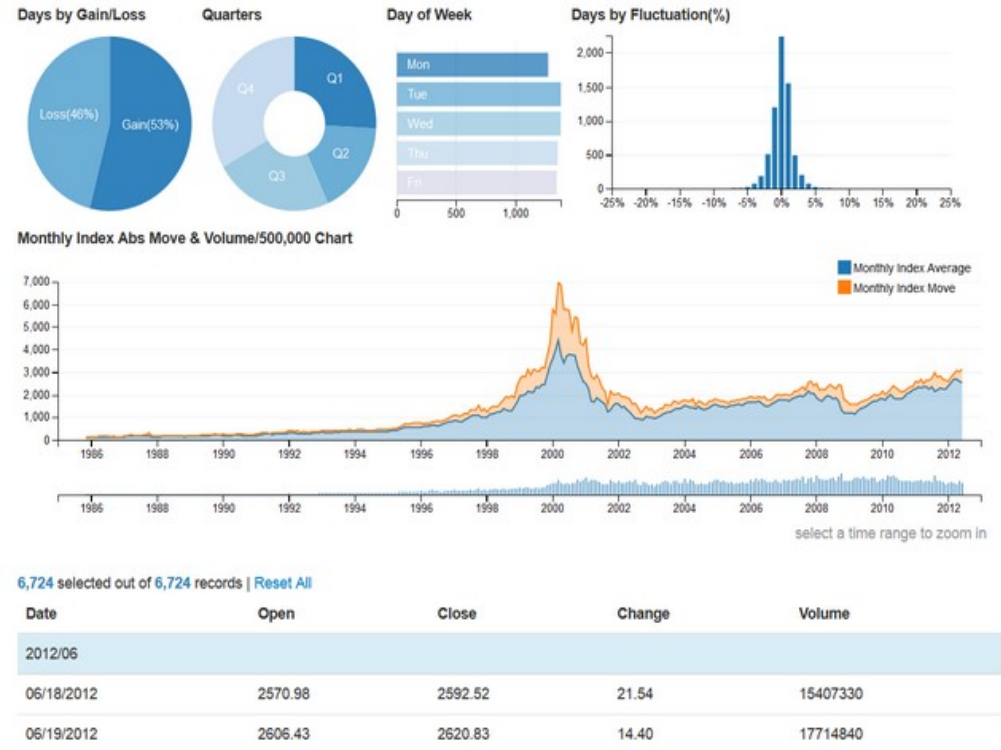 Days by Gain/Loss
Quarters
Day of Week
Days by Fluctuation(%)
Loss(46%)
Gain(53%)
Q1
Q2
Q3
Q4
Mon
Tue
Wed
Thu
Fri
0 500 1,000
2,000
1,500
1,000
500
0
-25% -20% -15% -10% -5% 0% 5% 10% 15% 20% 25%
Monthly Index Abs Move & Volume/500,000 Chart
Monthly Index Average
Monthly Index Move
7,000
6,000
5,000
4,000
3,000
2,000
1,000
0
1986 1988 1990 1992 1994 1996 1998 2000 2002 2004 2006 2008 2010 2012
1986 1988 1990 1992 1994 1996 1998 2000 2002 2004 2006 2008 2010 2012
select a time range to zoom in
6,724 selected out of 6,724 records | Reset All
Date Open Close Change Volume
2012/06
06/18/2012 2570.98 2592.52 21.54 15407330
06/19/2012 2606.43 2620.83 14.40 17714840